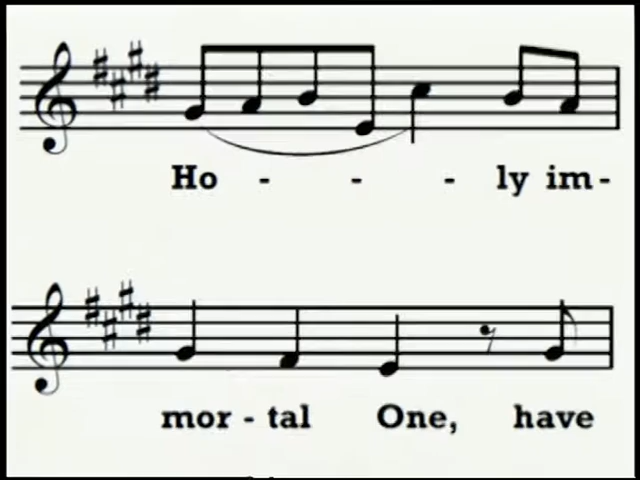 Ho - - - ly im-
mor - tal One, have